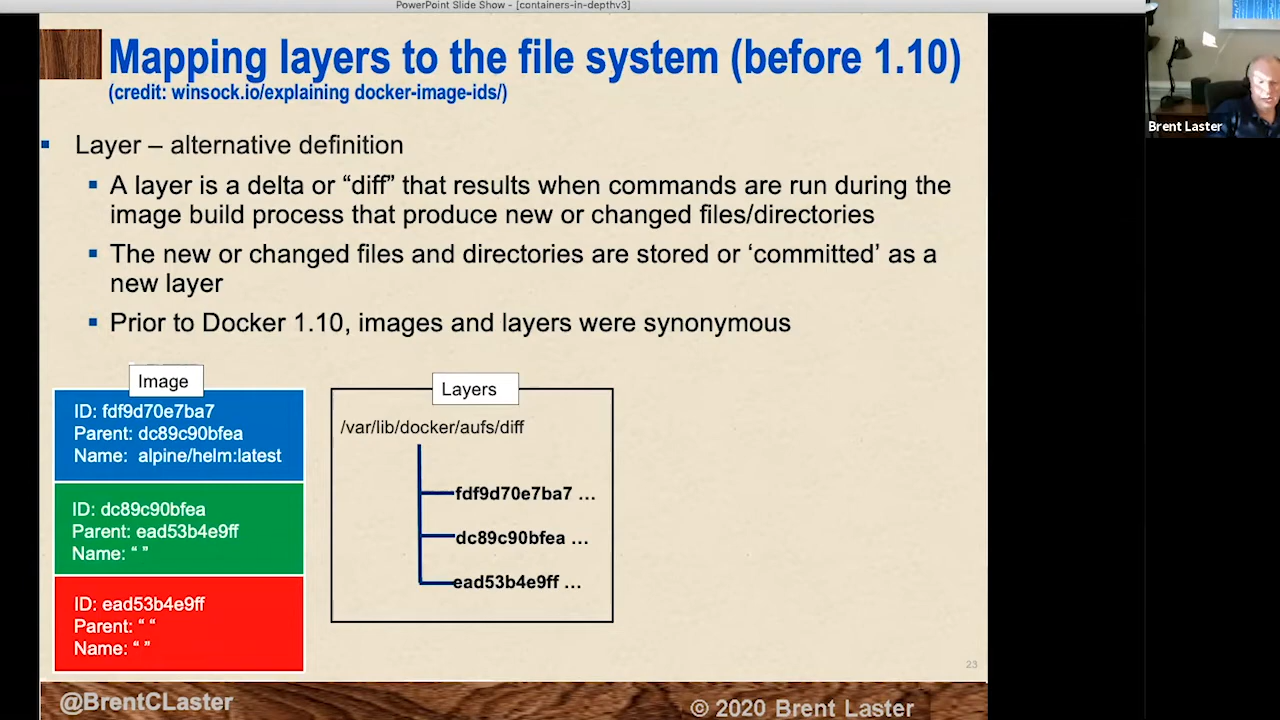 PowerPoint Slide Show - [containers-in-depthv3]
Mapping layers to the file system (before 1.10)
(credit: winsock.io/explaining docker-image-ids/)
Brent Laster
Layer – alternative definition
A layer is a delta or “diff” that results when commands are run during the
image build process that produce new or changed files/directories
The new or changed files and directories are stored or ‘committed’ as a
new layer
Prior to Docker 1.10, images and layers were synonymous
Image
ID: fdf9d70e7ba7
Parent: dc89c90bfea
Name: alpine/helm:latest
ID: dc89c90bfea
Parent: ead53b4e9ff
Name: “ ”
ID: ead53b4e9ff
Parent: “ “
Name: “ ”
Layers
/var/lib/docker/aufs/diff
fdf9d70e7ba7 …
dc89c90bfea …
ead53b4e9ff …
23
@BrentCLaster
© 2020 Brent Laster